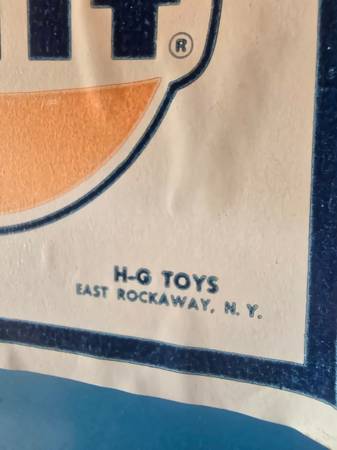 ®
H-G TOYS
EAST ROCKAWAY, N. Y.